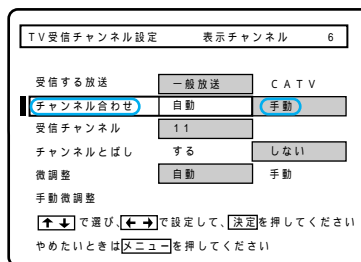 TV受信チャンネル設定 表示チャンネル 6
受信する放送 一般放送 CATV
チャンネル合わせ 自動 手動
受信チャンネル 11
チャンネルとばし する しない
微調整 自動 手動
手動微調整
↑↓で選び、←→で設定して、決定を押してください
やめたいときはメニューを押してください